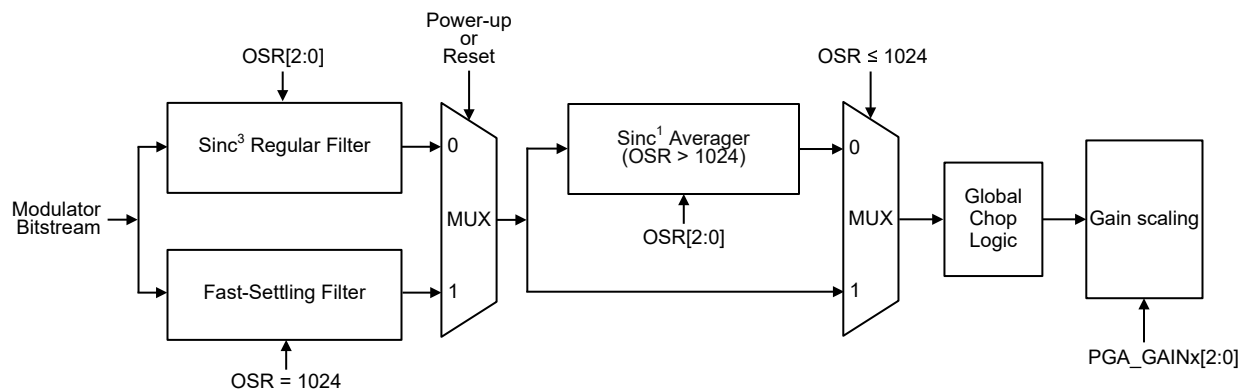 Power-up
or
Reset
OSR[2:0]
OSR ≤ 1024
Sinc³ Regular Filter
0
Sinc¹ Averager
(OSR > 1024)
0
Modulator
Bitstream
MUX
OSR[2:0]
MUX
Global
Chop
Logic
Gain scaling
Fast-Settling Filter
1
1
OSR = 1024
PGA_GAINx[2:0]